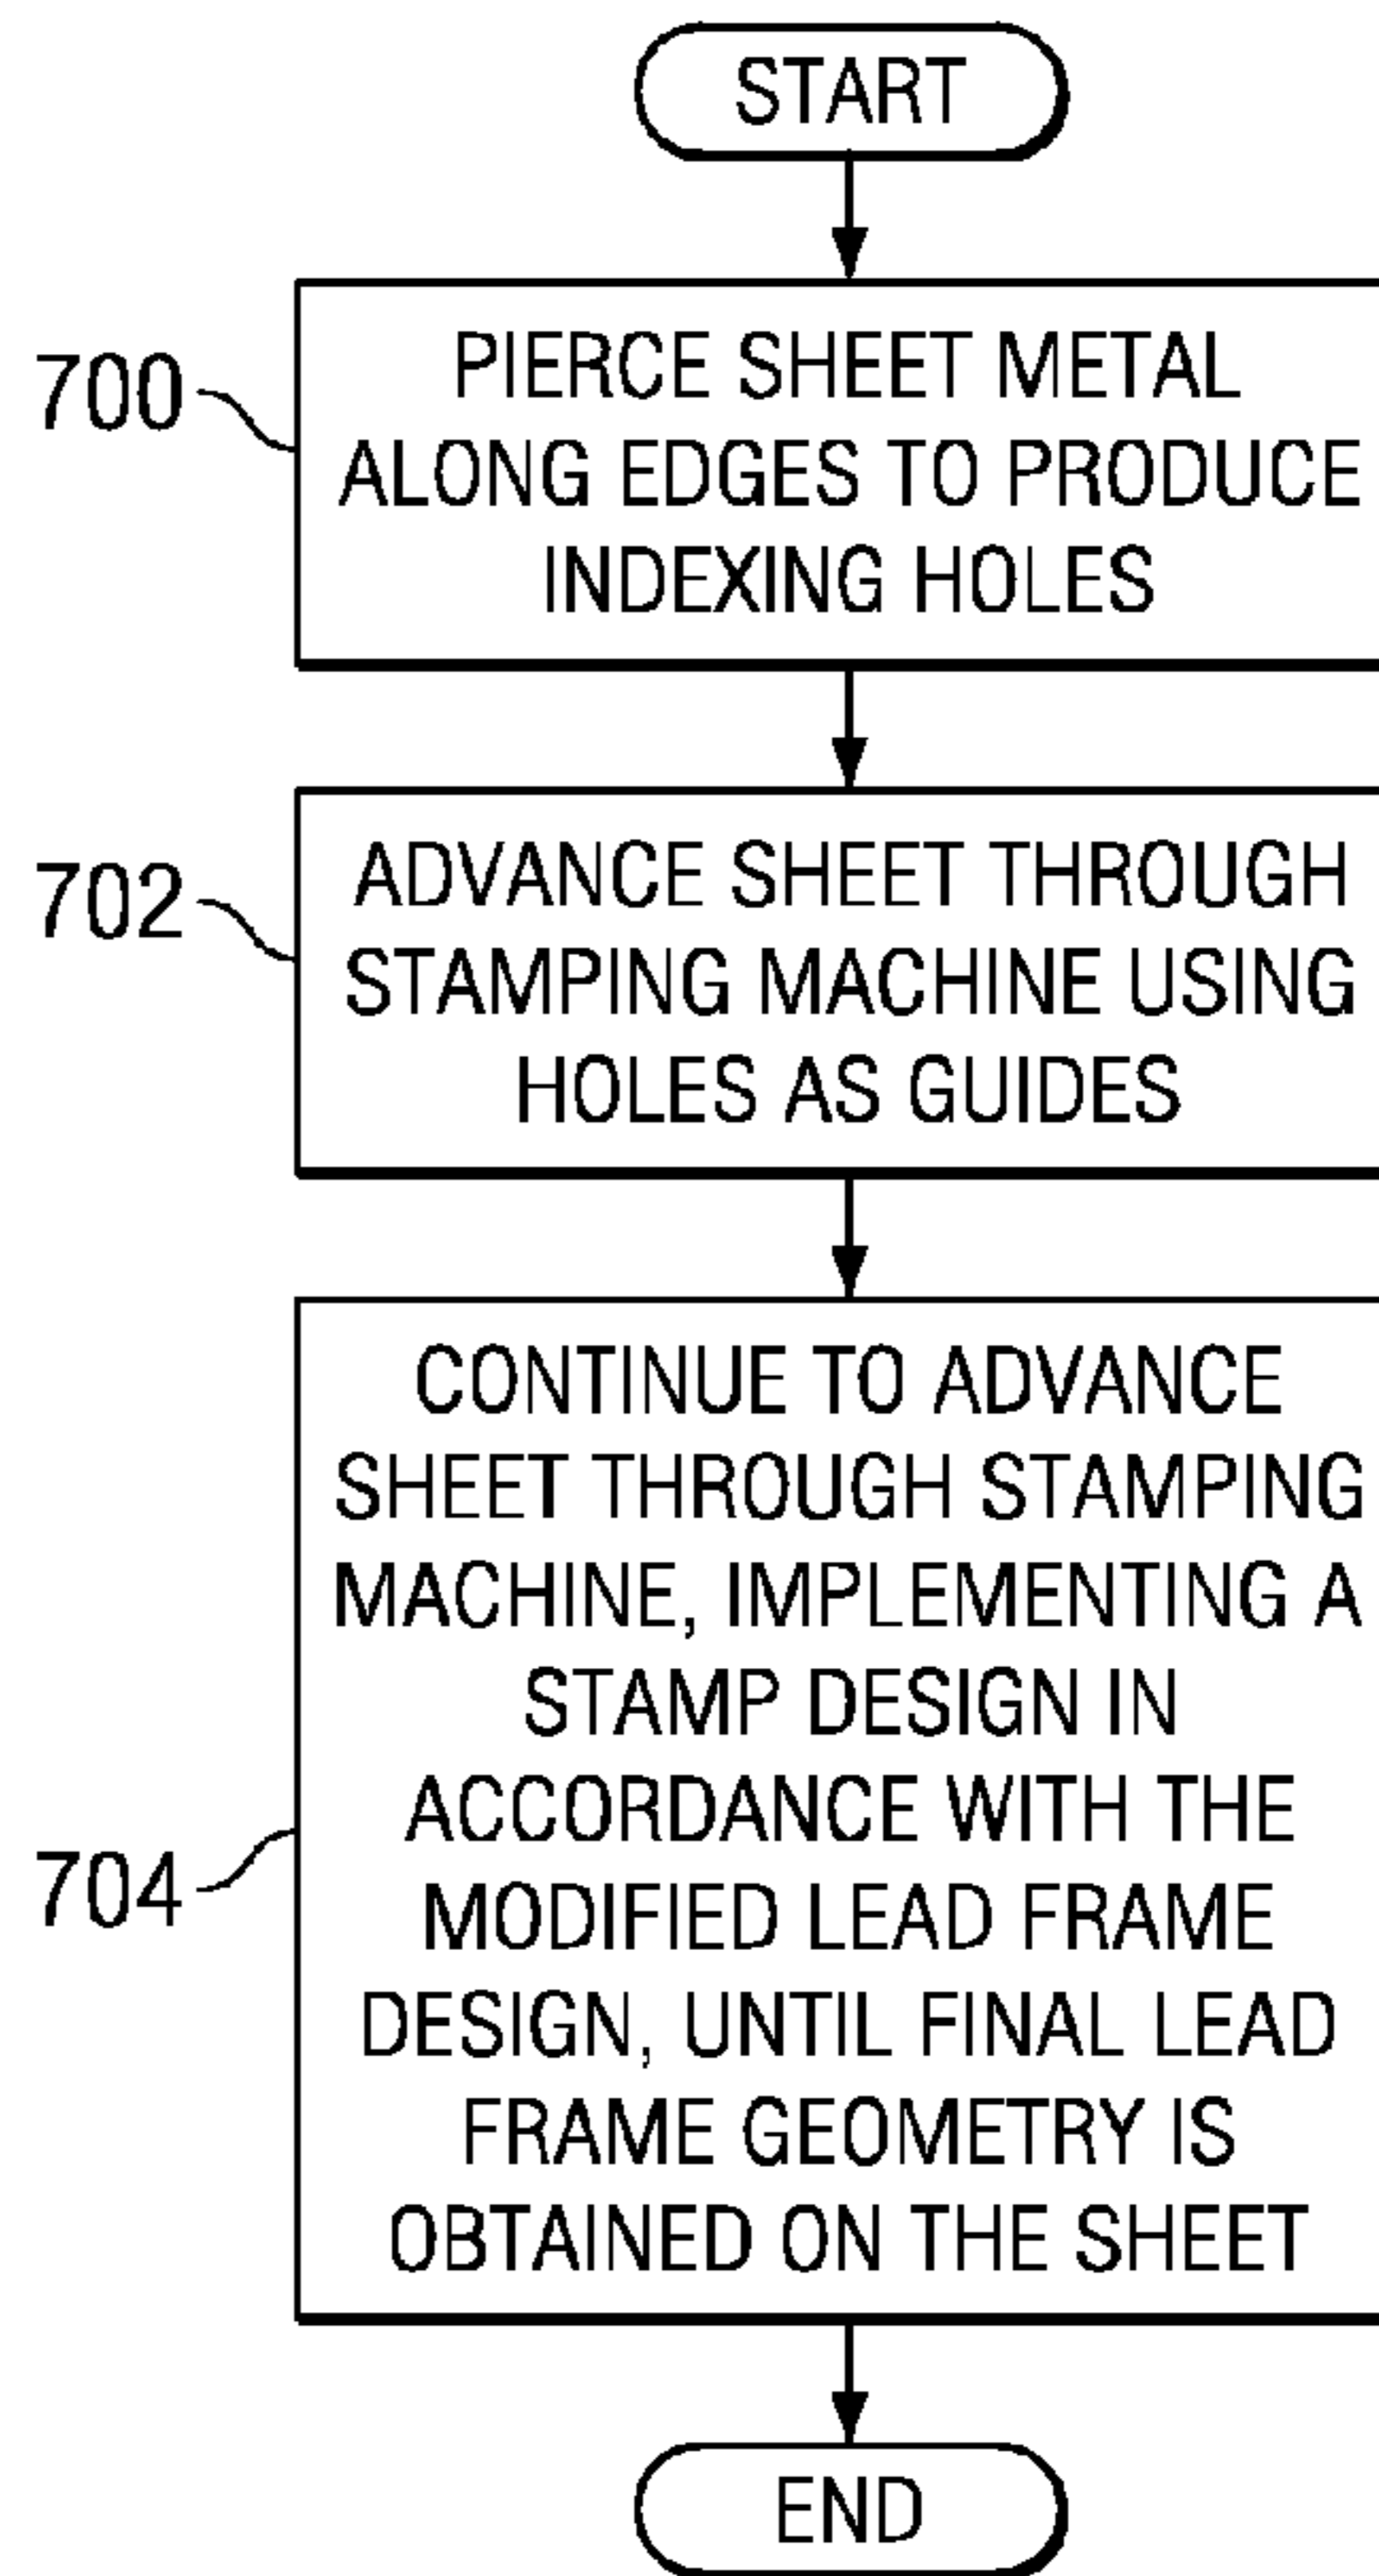 START
700
PIERCE SHEET METAL
ALONG EDGES TO PRODUCE
INDEXING HOLES
702
ADVANCE SHEET THROUGH
STAMPING MACHINE USING
HOLES AS GUIDES
704
CONTINUE TO ADVANCE
SHEET THROUGH STAMPING
MACHINE, IMPLEMENTING A
STAMP DESIGN IN
ACCORDANCE WITH THE
MODIFIED LEAD FRAME
DESIGN, UNTIL FINAL LEAD
FRAME GEOMETRY IS
OBTAINED ON THE SHEET
END